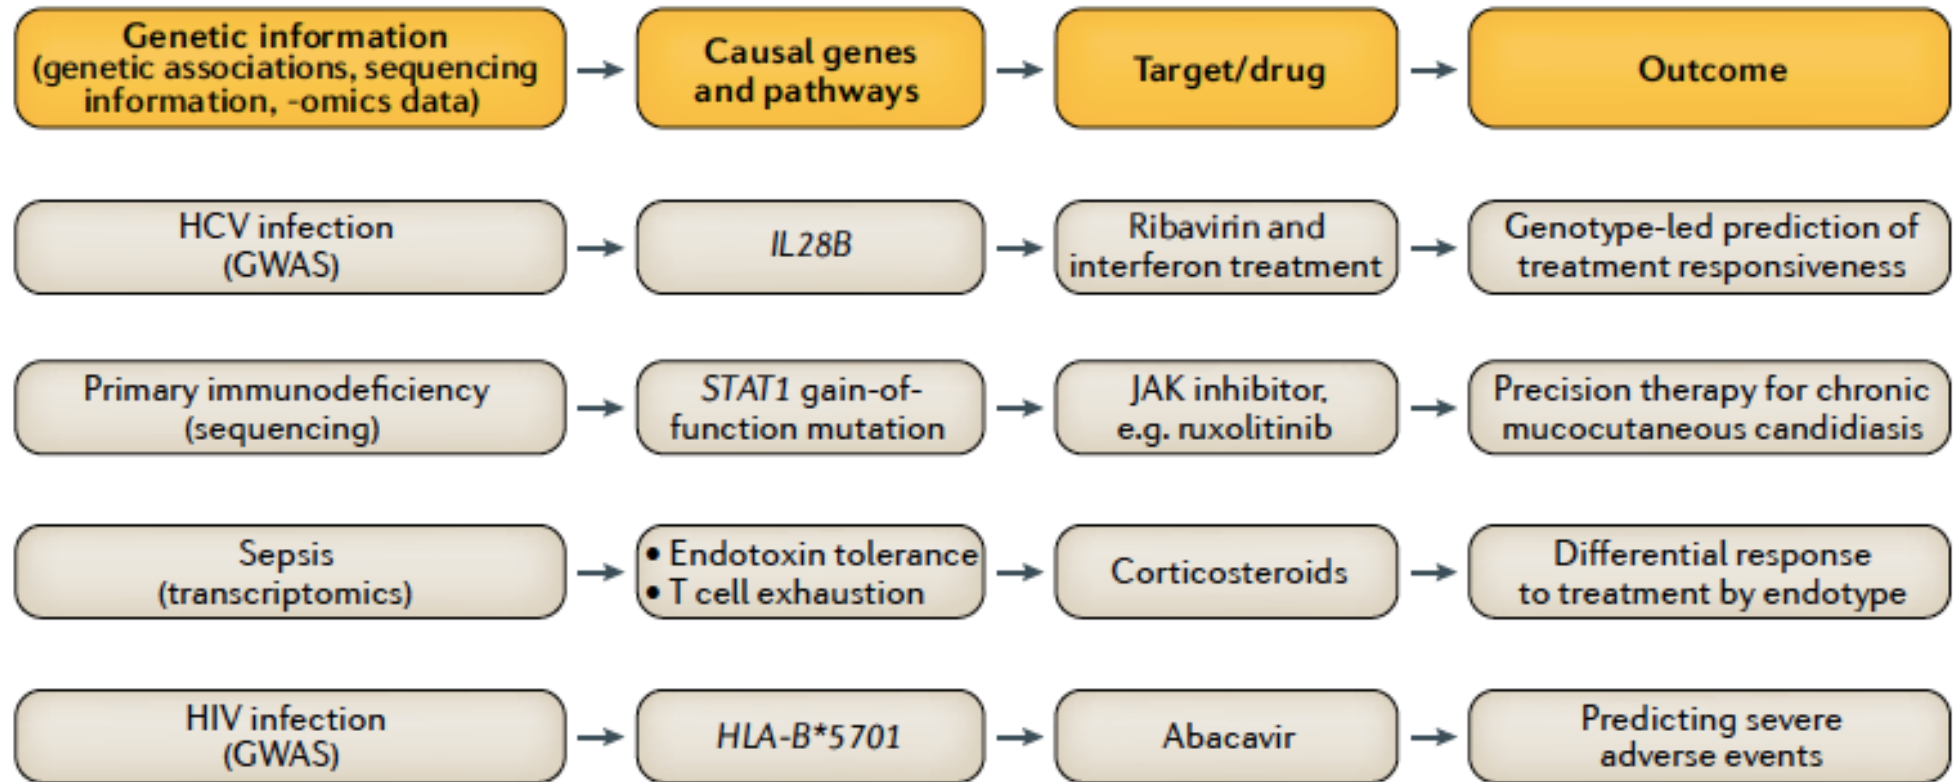 Genetic information
(genetic associations, sequencing
information, -omics data)
Causal genes
and pathways
Target/drug
Outcome
HCV infection
(GWAS)
IL28B
Ribavirin and
interferon treatment
Genotype-led prediction of
treatment responsiveness
Primary immunodeficiency
(sequencing)
STAT1 gain-of-
function mutation
JAK inhibitor,
e.g. ruxolitinib
Precision therapy for chronic
mucocutaneous candidiasis
Sepsis
(transcriptomics)
• Endotoxin tolerance
• T cell exhaustion
Corticosteroids
Differential response
to treatment by endotype
HIV infection
(GWAS)
HLA-B*5701
Abacavir
Predicting severe
adverse events